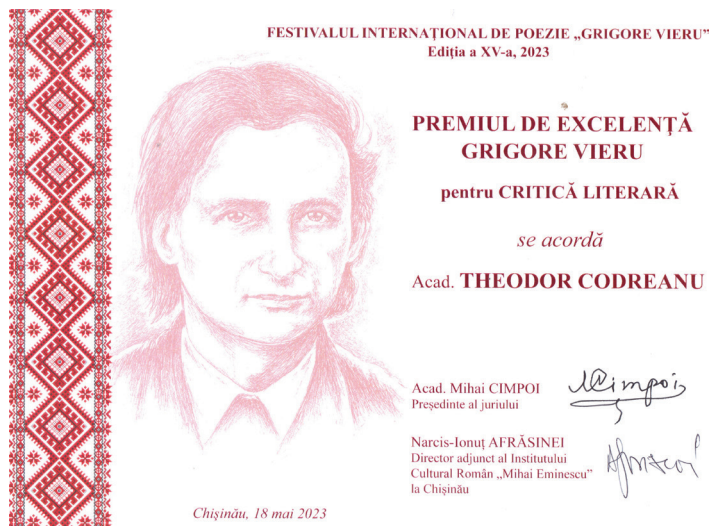 FESTIVALUL INTERNAȚIONAL DE POEZIE „GRIGORE VIERU”
Ediția a XV-a, 2023
PREMIUL DE EXCELENȚĂ
GRIGORE VIERU
pentru CRITICĂ LITERARĂ
se acordă
Acad. THEODOR CODREANU
Acad. Mihai CIMPOI
Președinte al juriului
MCimpoi
Narcis-Ionuț AFRĂSINEI
Director adjunct al Institutului
Cultural Român „Mihai Eminescu”
la Chișinău
Chișinău, 18 mai 2023